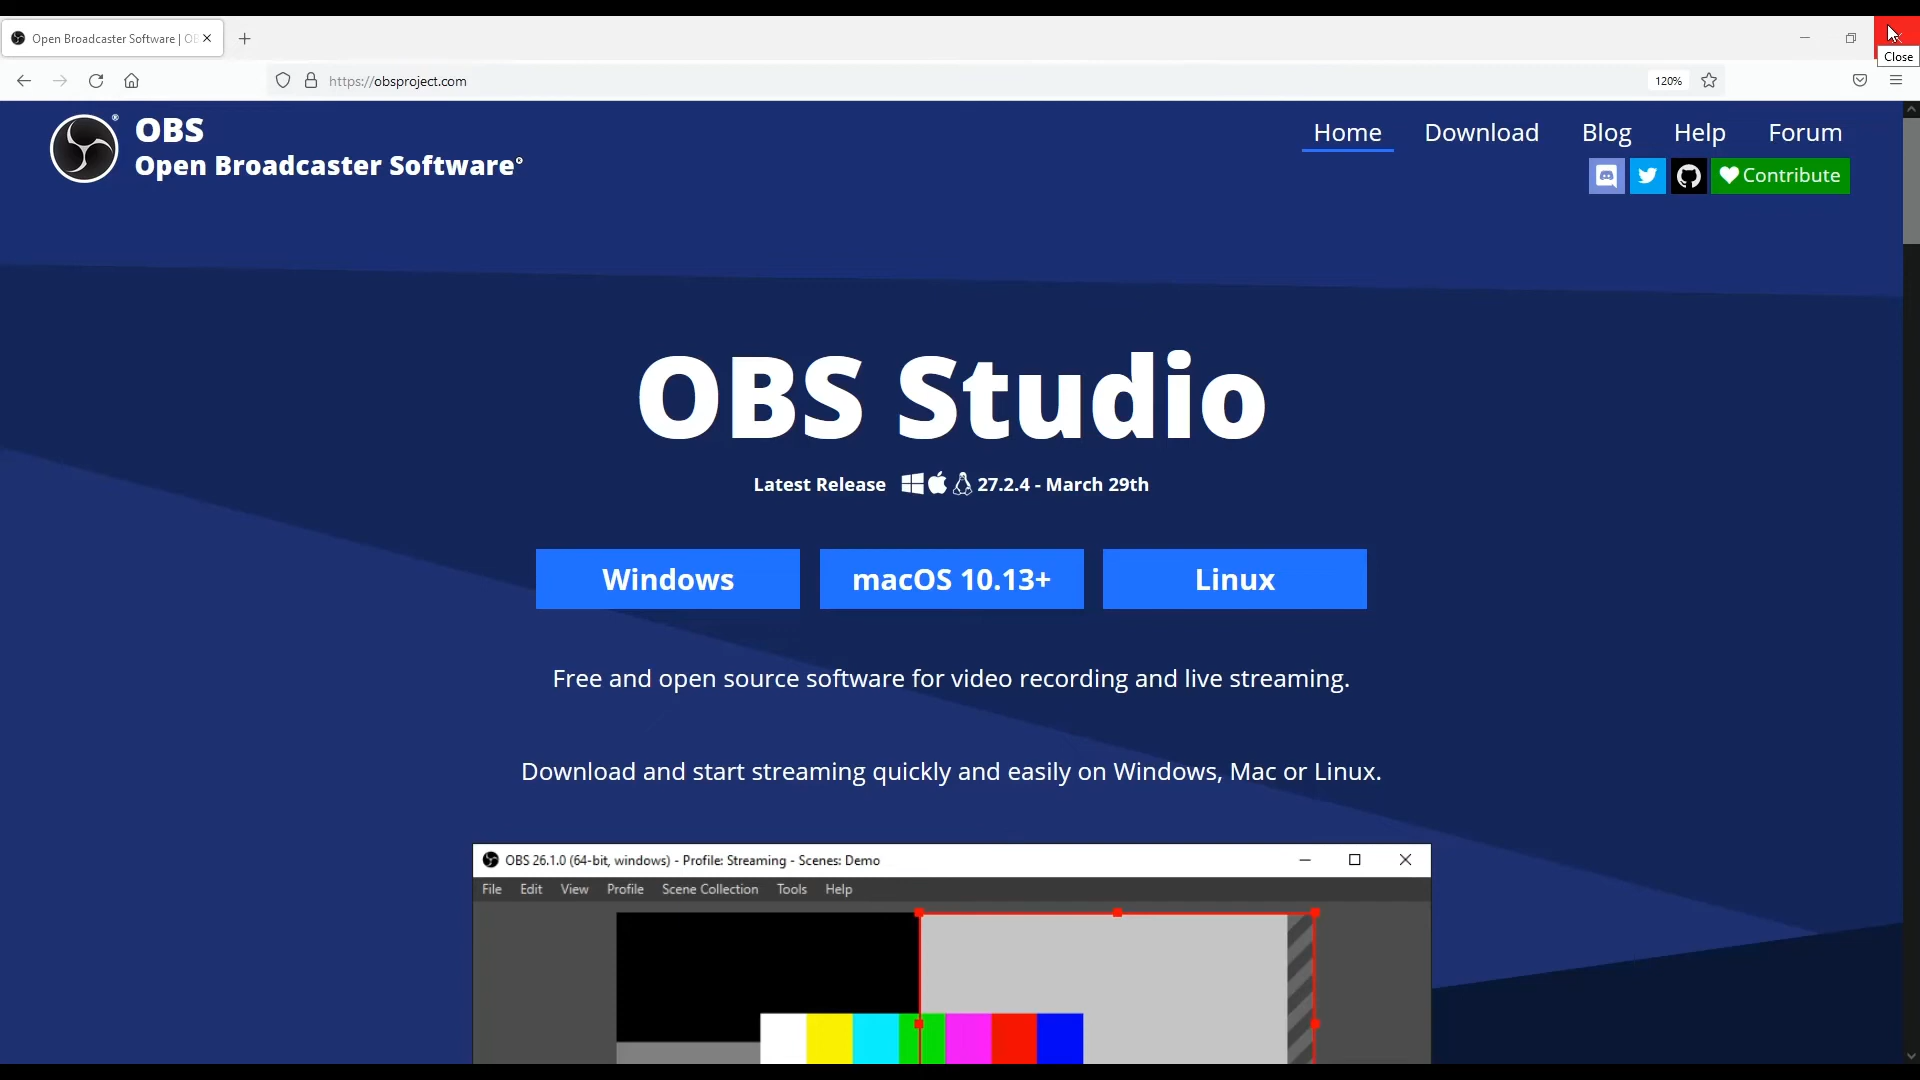 Open Broadcaster Software | OB
Close
https://obsproject.com
120%
OBS
Open Broadcaster Software®
Home
Download
Blog
Help
Forum
Contribute
OBS Studio
Latest Release 27.2.4 - March 29th
Windows
macOS 10.13+
Linux
Free and open source software for video recording and live streaming.
Download and start streaming quickly and easily on Windows, Mac or Linux.
OBS 26.1.0 (64-bit, windows) - Profile: Streaming - Scenes: Demo
File Edit View Profile Scene Collection Tools Help